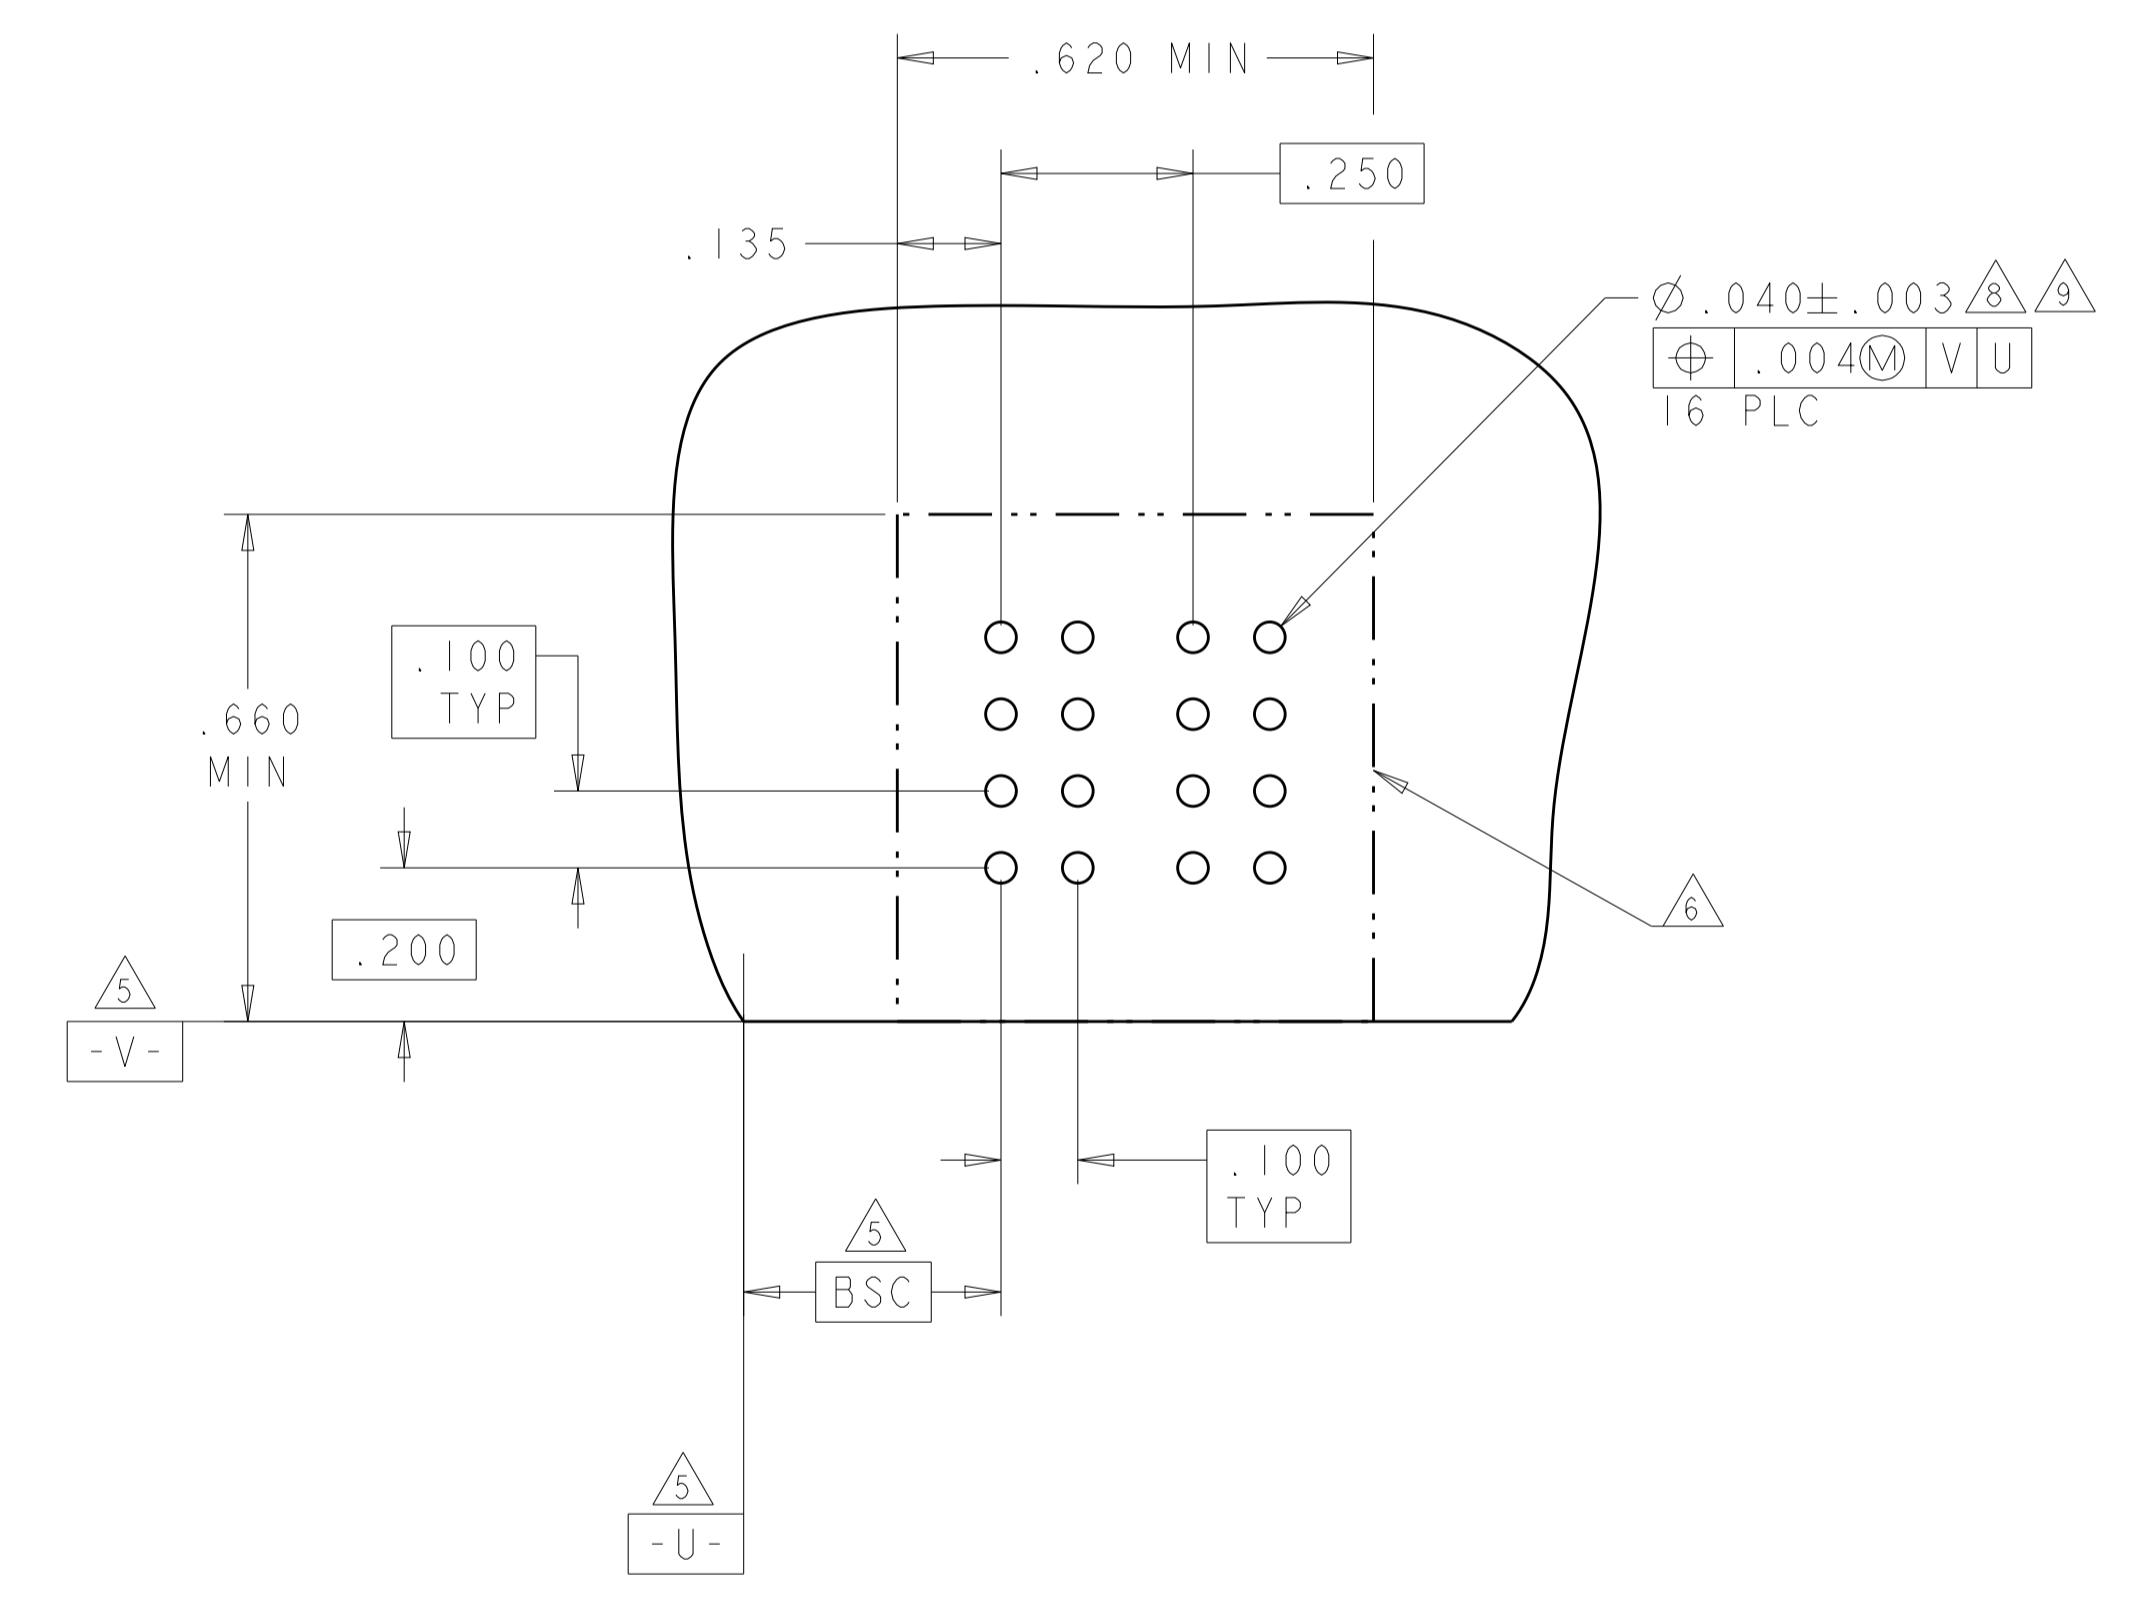 .620 MIN
.250
.135
⌀.040±.003 8 9
⌖ .004Ⓜ V U
16 PLC
.100
TYP
.660
MIN
6
.200
5
-V-
.100
TYP
5
BSC
5
-U-